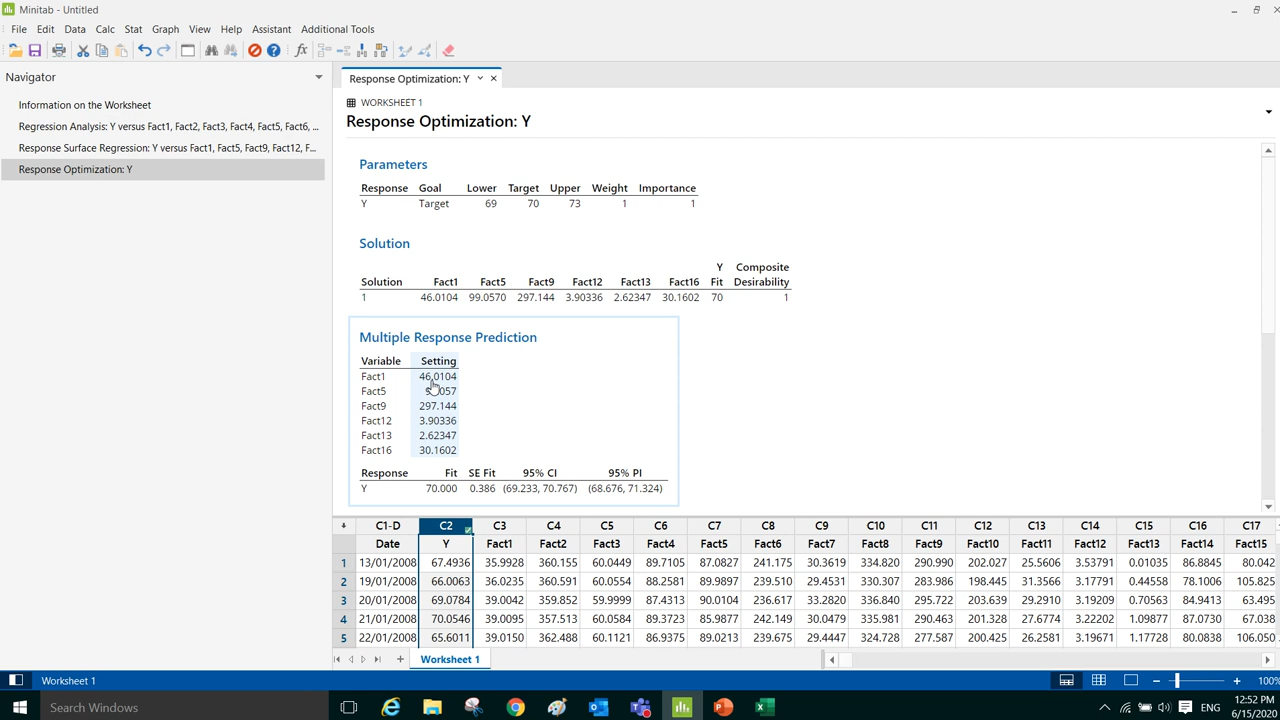 Minitab - Untitled
File Edit Data Calc Stat Graph View Help Assistant Additional Tools
Navigator
Response Optimization: Y
Information on the Worksheet
Regression Analysis: Y versus Fact1, Fact2, Fact3, Fact4, Fact5, Fact6, ...
Response Surface Regression: Y versus Fact1, Fact5, Fact9, Fact12, F...
Response Optimization: Y
WORKSHEET 1
Response Optimization: Y
Parameters
Response Goal Lower Target Upper Weight Importance
Y Target 69 70 73 1 1
Solution
Y Composite
Solution Fact1 Fact5 Fact9 Fact12 Fact13 Fact16 Fit Desirability
1 46.0104 99.0570 297.144 3.90336 2.62347 30.1602 70 1
Multiple Response Prediction
Variable Setting
Fact1 46.0104
Fact5
Fact9 297.144
Fact12 3.90336
Fact13 2.62347
Fact16 30.1602
Response Fit SE Fit 95% CI 95% PI
Y 70.000 0.386 (69.233, 70.767) (68.676, 71.324)
C1-D C2 C3 C4 C5 C6 C7 C8 C9 C10 C11 C12 C13 C14 C15 C16 C17
Date Y Fact1 Fact2 Fact3 Fact4 Fact5 Fact6 Fact7 Fact8 Fact9 Fact10 Fact11 Fact12 Fact13 Fact14 Fact15
1 13/01/2008 67.4936 35.9928 360.155 60.0449 89.7105 87.0827 241.175 30.3619 334.820 290.990 202.027 25.5606 3.53791 0.01035 86.8845 80.042
2 19/01/2008 66.0063 36.0235 360.591 60.0554 88.2581 89.9897 239.510 29.4531 330.307 283.986 198.445 31.3566 3.17791 0.44558 78.1006 105.825
3 20/01/2008 69.0784 39.0042 359.852 59.9999 87.4313 90.0104 236.617 33.2820 336.840 295.722 203.639 29.2910 3.19209 0.70563 84.9413 63.495
4 21/01/2008 70.0546 39.0095 357.513 60.0584 89.3723 85.9877 242.149 30.0479 335.981 290.463 201.328 27.6774 3.22202 1.09877 87.0730 67.038
5 22/01/2008 65.6011 39.0150 362.488 60.1121 86.9375 89.0213 239.675 29.4447 324.728 277.587 200.425 26.2581 3.19671 1.17728 80.0838 106.050
Worksheet 1
Worksheet 1
100%
Search Windows
ENG
12:52 PM
6/15/2020